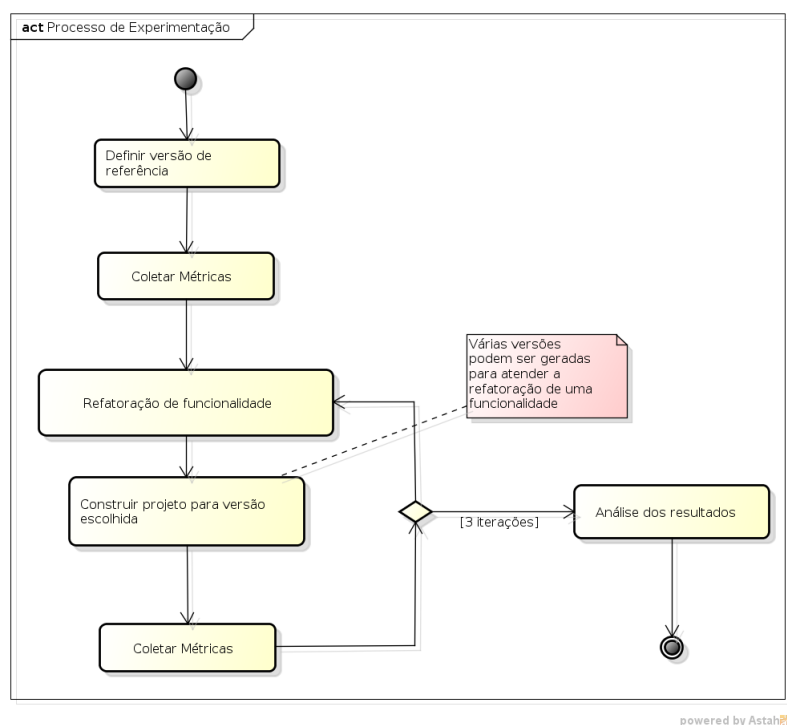 act Processo de Experimentação
Definir versão de
referência
Coletar Métricas
Várias versões
podem ser geradas
para atender a
refatoração de uma
funcionalidade
Refatoração de funcionalidade
Construir projeto para versão
escolhida
Análise dos resultados
[3 iterações]
Coletar Métricas
powered by Astah